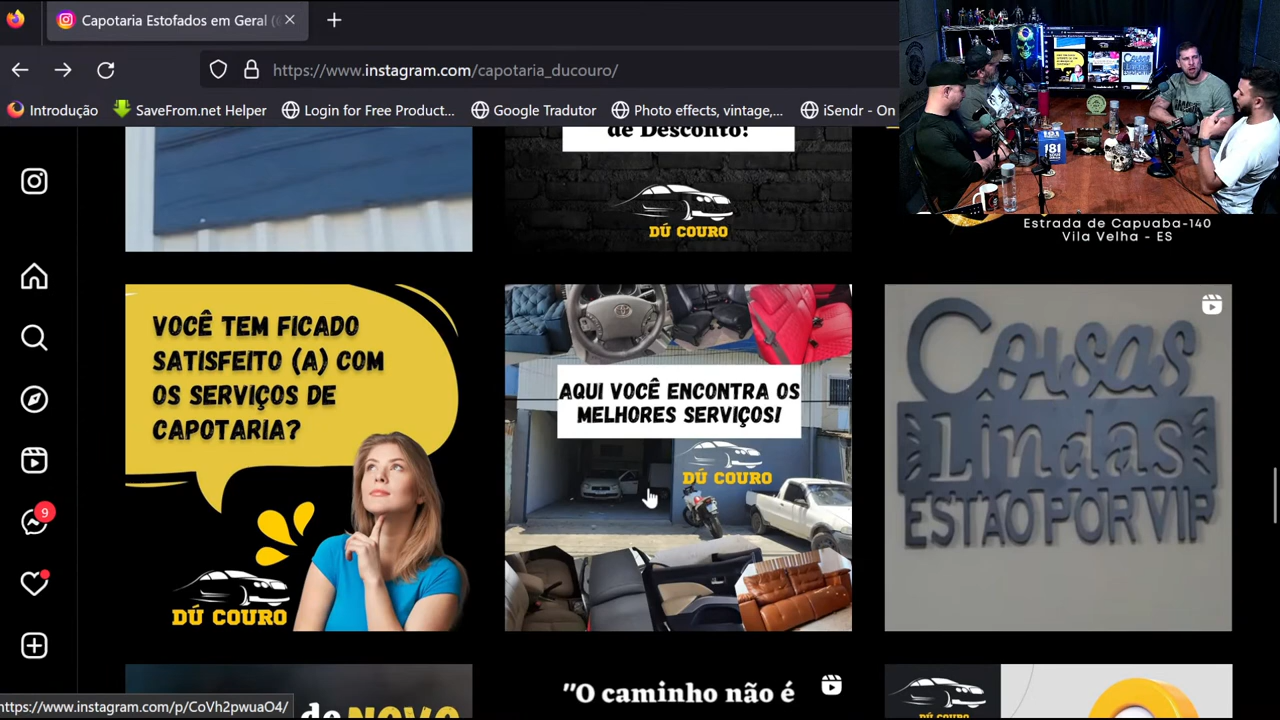 Capotaria Estofados em Geral (
https://www.instagram.com/capotaria_ducouro/
Introdução
SaveFrom.net Helper
Login for Free Product...
Google Tradutor
Photo effects, vintage,...
iSendr - On
de Desconto!
DÚ COURO
181
Estrada de Capuaba-140
Vila Velha - ES
VOCÊ TEM FICADO
SATISFEITO (A) COM
OS SERVIÇOS DE
CAPOTARIA?
DÚ COURO
AQUI VOCÊ ENCONTRA OS
MELHORES SERVIÇOS!
DÚ COURO
Coisas
Lindas
ESTÃO POR VIR
9
"O caminho não é
de NOVO
https://www.instagram.com/p/CoVh2pwuaO4/